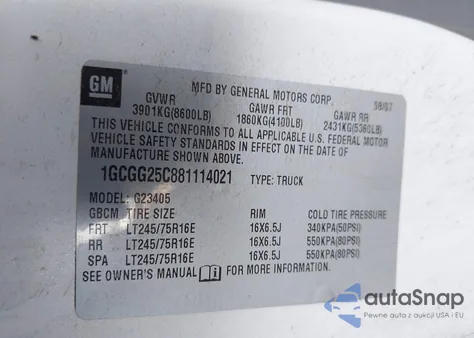 GM
MFD BY GENERAL MOTORS CORP.
GVWR GAWR FRT GAWR RR
3901KG(8600LB) 1860KG(4100LB) 2431KG(5360LB)
THIS VEHICLE CONFORMS TO ALL APPLICABLE U.S. FEDERAL MOTOR
VEHICLE SAFETY STANDARDS IN EFFECT ON THE DATE OF
MANUFACTURE SHOWN ABOVE.
1GCGG25C881114021 TYPE: TRUCK
MODEL: G23405
GBCM TIRE SIZE RIM COLD TIRE PRESSURE
FRT LT245/75R16E 16X6.5J 340KPA(50PSI)
RR LT245/75R16E 16X6.5J 550KPA(80PSI)
SPA LT245/75R16E 16X6.5J 550KPA(80PSI)
SEE OWNER'S MANUAL FOR MORE INFORMATION.
autoSnap
Pewne auta z aukcji USA i EU